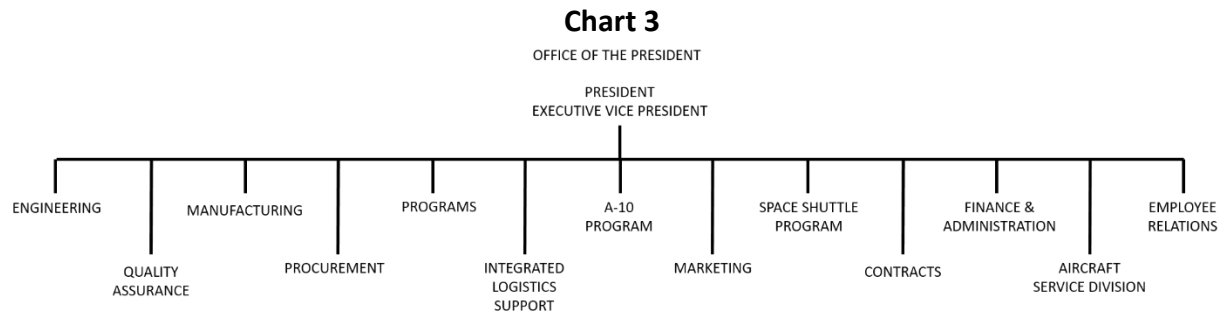 Chart 3
OFFICE OF THE PRESIDENT
PRESIDENT
EXECUTIVE VICE PRESIDENT
ENGINEERING
QUALITY
ASSURANCE
MANUFACTURING
PROCUREMENT
PROGRAMS
INTEGRATED
LOGISTICS
SUPPORT
A-10
PROGRAM
MARKETING
SPACE SHUTTLE
PROGRAM
CONTRACTS
FINANCE &
ADMINISTRATION
AIRCRAFT
SERVICE DIVISION
EMPLOYEE
RELATIONS